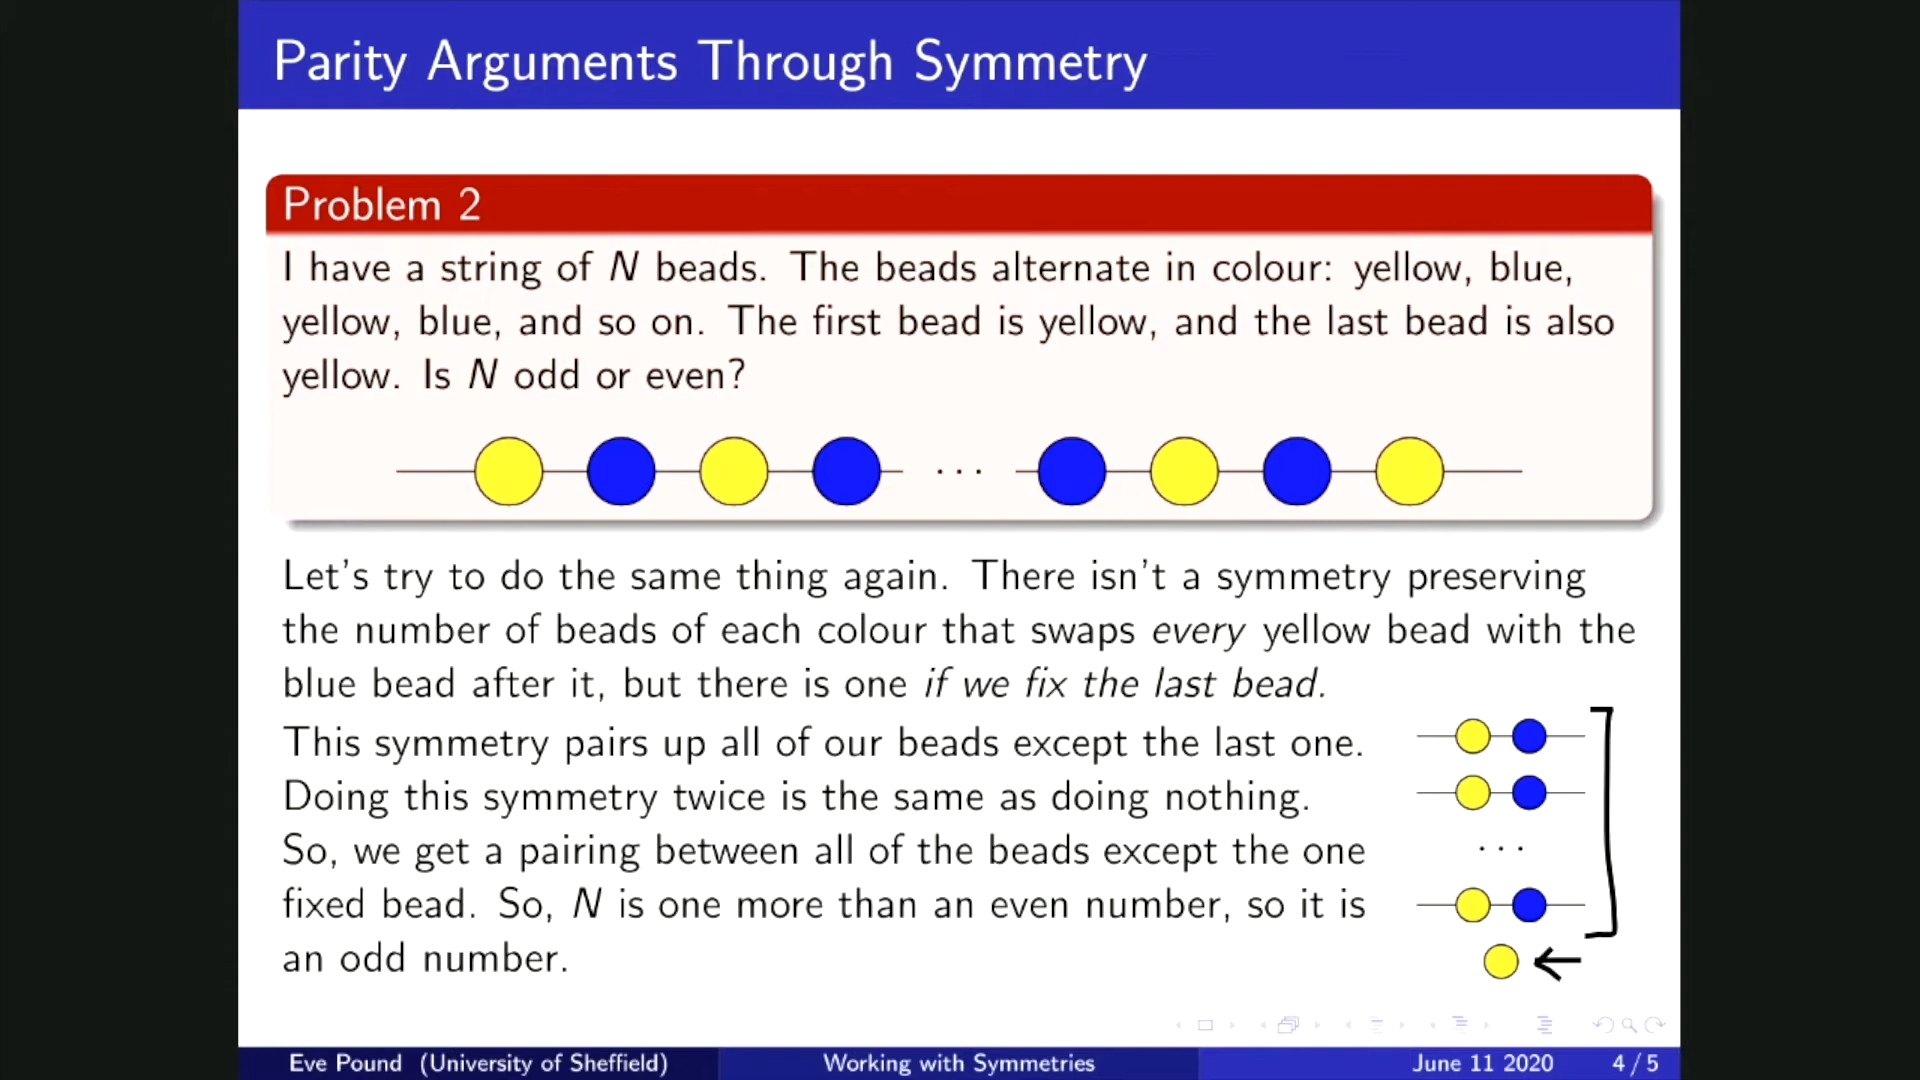 Parity Arguments Through Symmetry
Problem 2
I have a string of N beads. The beads alternate in colour: yellow, blue,
yellow, blue, and so on. The first bead is yellow, and the last bead is also
yellow. Is N odd or even?
...
Let's try to do the same thing again. There isn't a symmetry preserving
the number of beads of each colour that swaps every yellow bead with the
blue bead after it, but there is one if we fix the last bead.
This symmetry pairs up all of our beads except the last one.
Doing this symmetry twice is the same as doing nothing.
So, we get a pairing between all of the beads except the one
fixed bead. So, N is one more than an even number, so it is
an odd number.
...
Eve Pound (University of Sheffield) Working with Symmetries June 11 2020 4 / 5